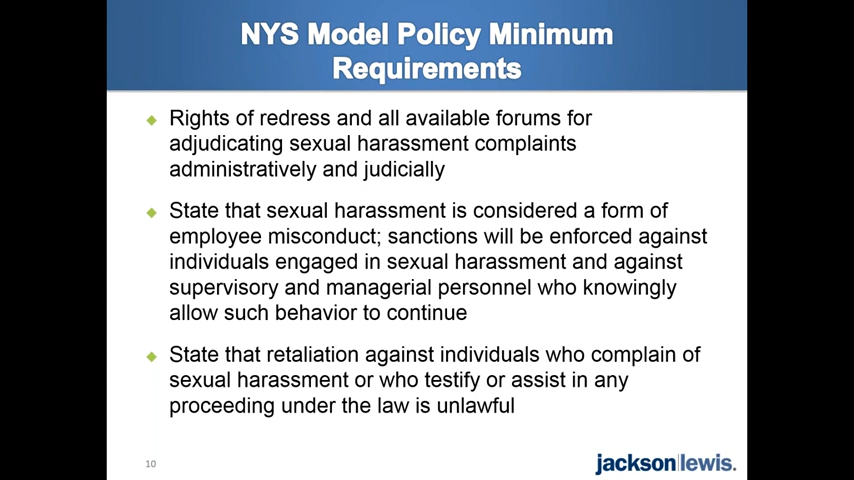 NYS Model Policy Minimum
Requirements
Rights of redress and all available forums for
adjudicating sexual harassment complaints
administratively and judicially
State that sexual harassment is considered a form of
employee misconduct; sanctions will be enforced against
individuals engaged in sexual harassment and against
supervisory and managerial personnel who knowingly
allow such behavior to continue
State that retaliation against individuals who complain of
sexual harassment or who testify or assist in any
proceeding under the law is unlawful
10
jackson|lewis.